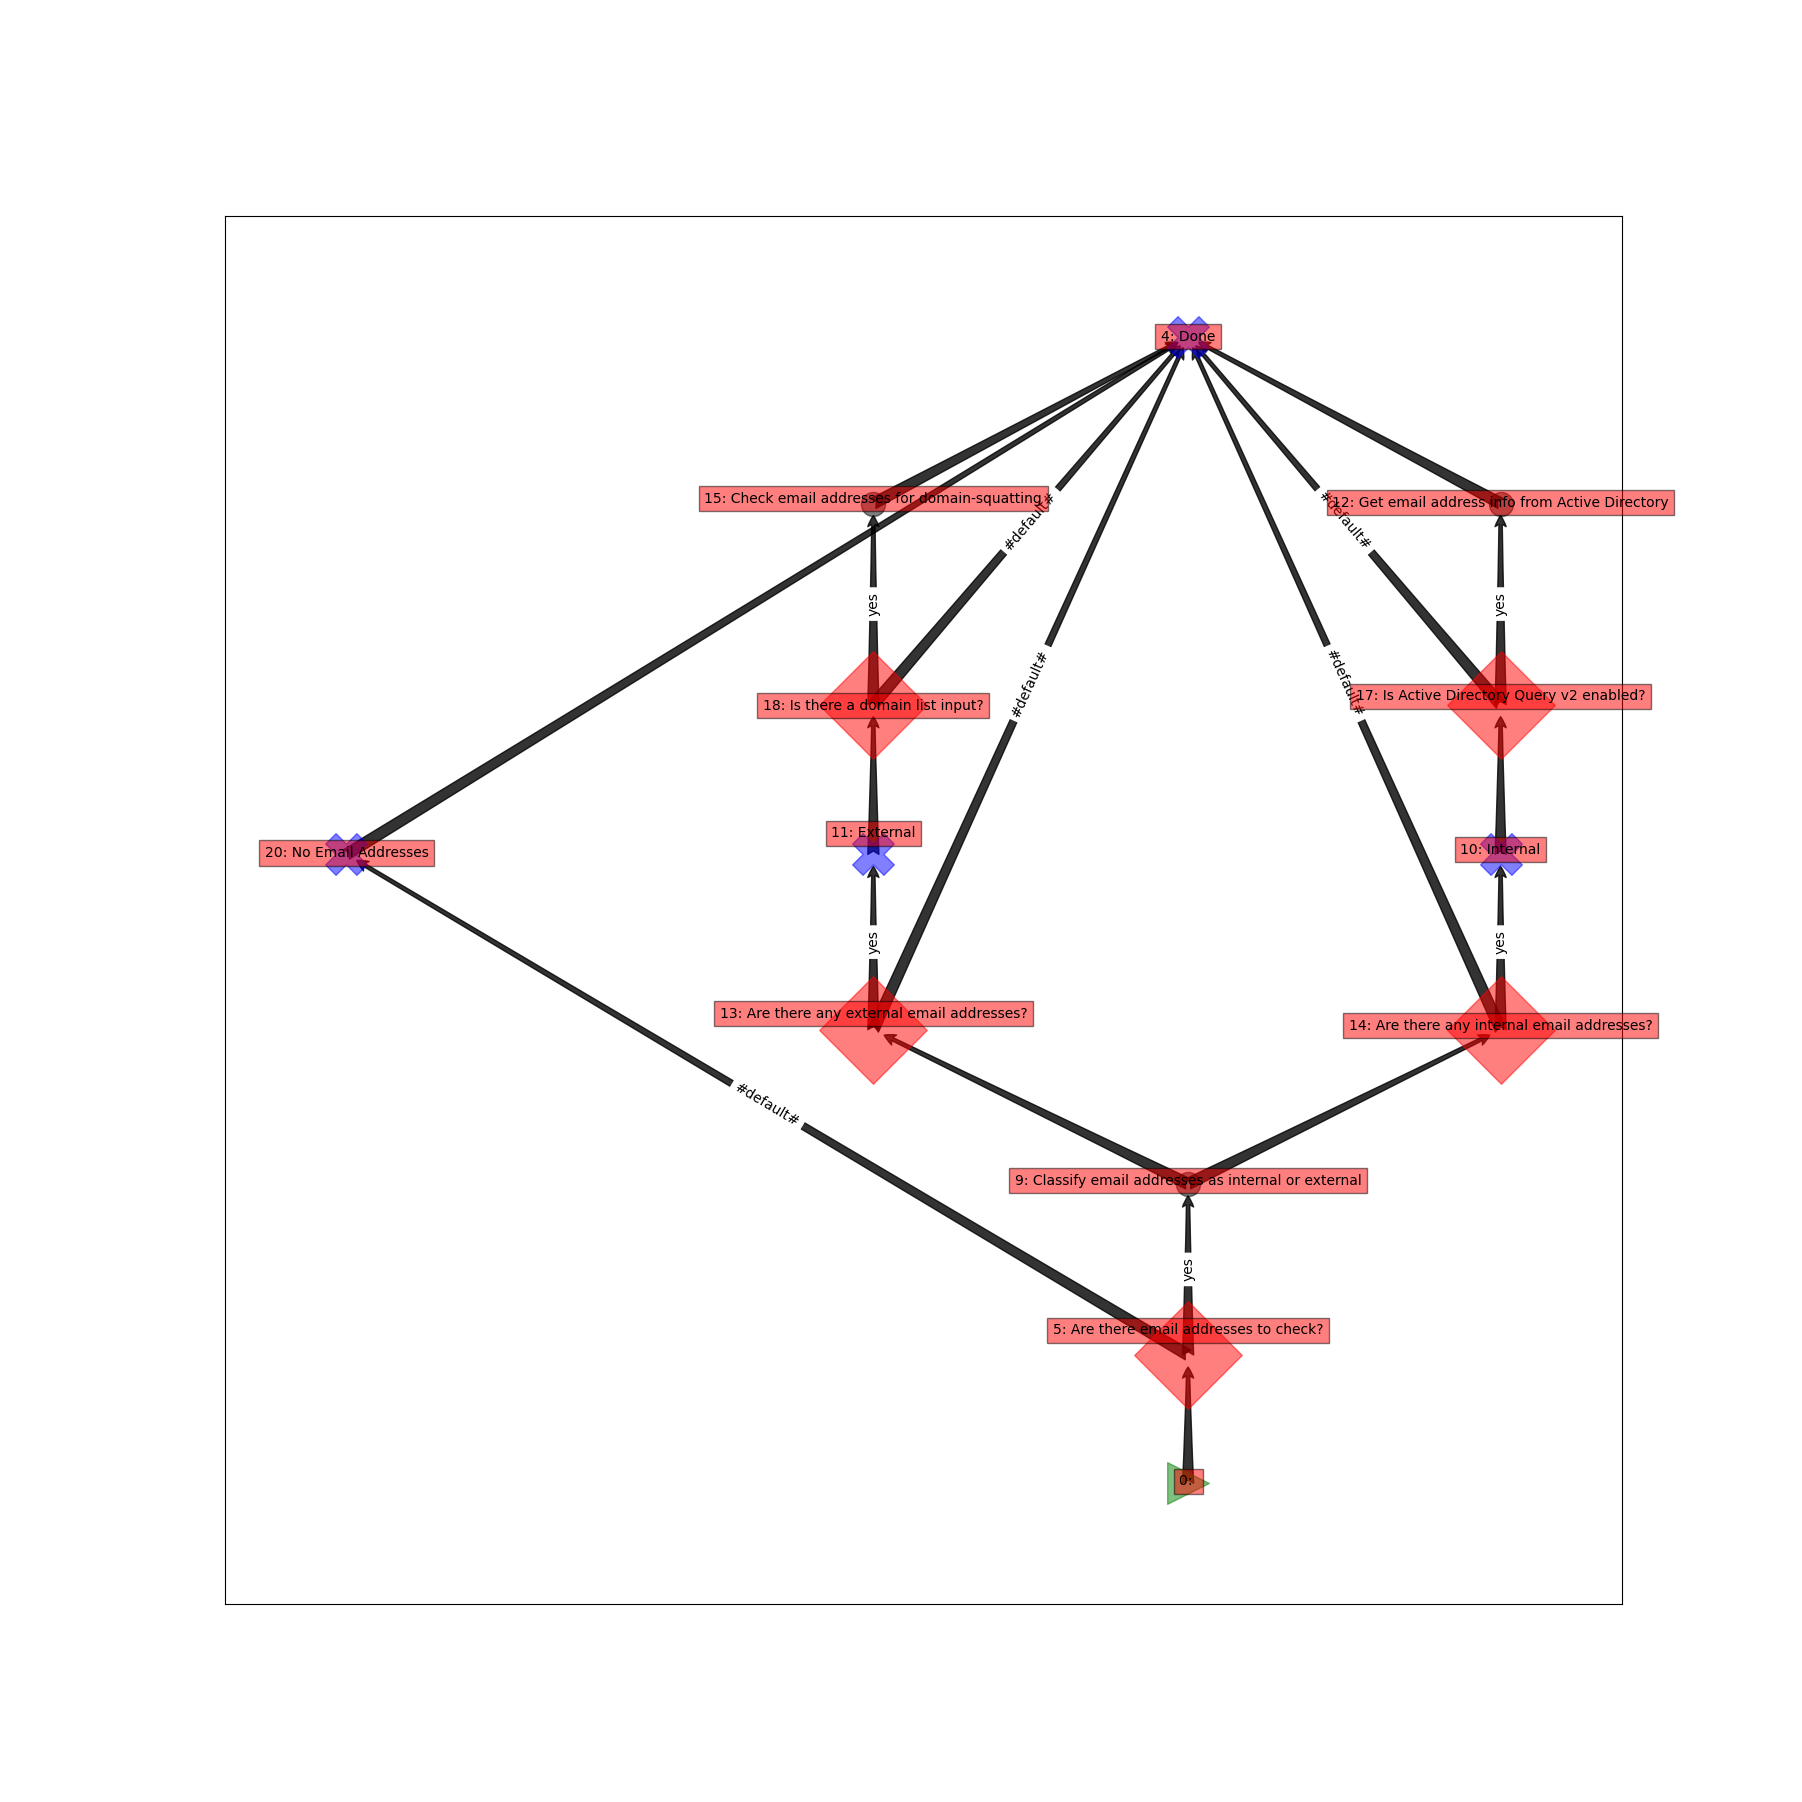 4: Done
15: Check email addresses for domain-squatting
#default#
#default#
12: Get email address info from Active Directory
yes
yes
#default#
#default#
18: Is there a domain list input?
17: Is Active Directory Query v2 enabled?
11: External
20: No Email Addresses
10: Internal
yes
yes
13: Are there any external email addresses?
14: Are there any internal email addresses?
#default#
9: Classify email addresses as internal or external
yes
5: Are there email addresses to check?
0: